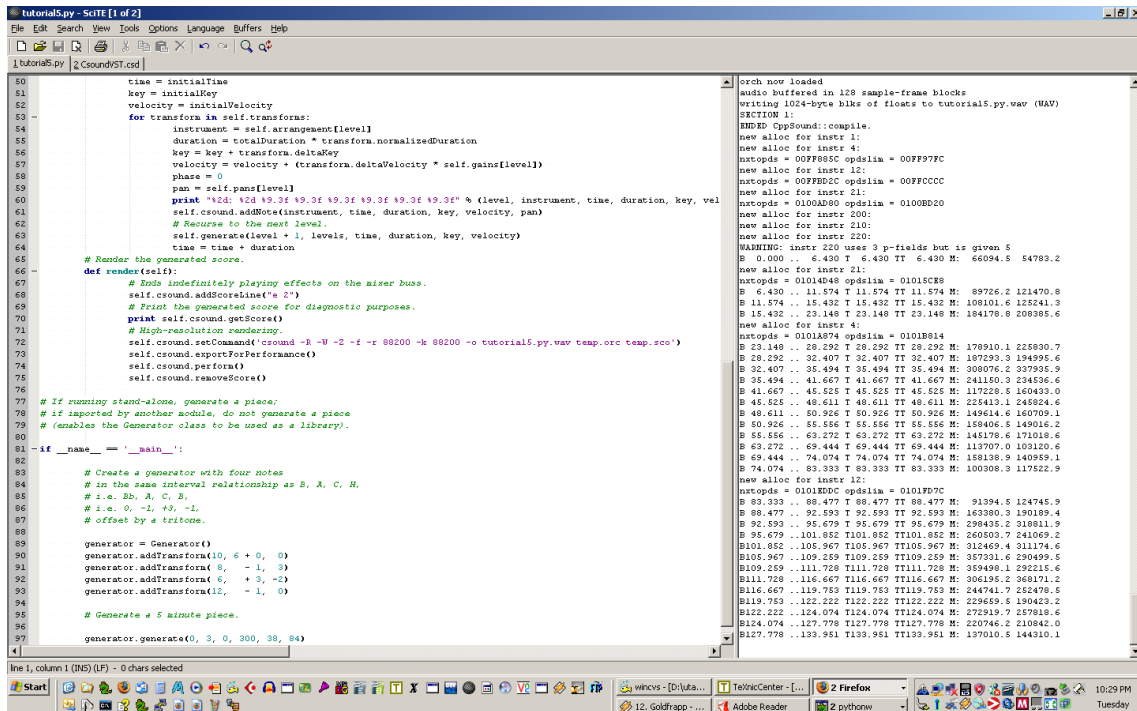 tutorial5.py - SciTE [1 of 2]
File Edit Search View Tools Options Language Buffers Help
1 tutorial5.py 2 CsoundVST.csd
50 time = initialTime
51 key = initialKey
52 velocity = initialVelocity
53 - for transform in self.transforms:
54 instrument = self.arrangement[level]
55 duration = totalDuration * transform.normalizedDuration
56 key = key + transform.deltaKey
57 velocity = velocity + (transform.deltaVelocity * self.gains[level])
58 phase = 0
59 pan = self.pans[level]
60 print "%2d: %2d %9.3f %9.3f %9.3f %9.3f %9.3f" % (level, instrument, time, duration, key, vel
61 self.csound.addNote(instrument, time, duration, key, velocity, pan)
62 # Recurse to the next level.
63 self.generate(level + 1, levels, time, duration, key, velocity)
64 time = time + duration
65 # Render the generated score.
66 - def render(self):
67 # Ends indefinitely playing effects on the mixer buss.
68 self.csound.addScoreLine("e 2")
69 # Print the generated score for diagnostic purposes.
70 print self.csound.getScore()
71 # High-resolution rendering.
72 self.csound.setCommand('csound -R -W -Z -f -r 88200 -k 88200 -o tutorial5.py.wav temp.orc temp.sco')
73 self.csound.exportForPerformance()
74 self.csound.perform()
75 self.csound.removeScore()
76
77 # If running stand-alone, generate a piece;
78 # if imported by another module, do not generate a piece
79 # (enables the Generator class to be used as a library).
80
81 - if __name__ == '__main__':
82
83 # Create a generator with four notes
84 # in the same interval relationship as B, A, C, H,
85 # i.e. Bb, A, C, B,
86 # i.e. 0, -1, +3, -1,
87 # offset by a tritone.
88
89 generator = Generator()
90 generator.addTransform(10, 6 + 0, 0)
91 generator.addTransform( 8, - 1, 3)
92 generator.addTransform( 6, + 3, -2)
93 generator.addTransform(12, - 1, 0)
94
95 # Generate a 5 minute piece.
96
97 generator.generate(0, 3, 0, 300, 38, 84)
orch now loaded
audio buffered in 128 sample-frame blocks
writing 1024-byte blks of floats to tutorial5.py.wav (WAV)
SECTION 1:
ENDED CppSound::compile.
new alloc for instr 1:
new alloc for instr 4:
nxtopds = 00FF885C opdslim = 00FF97FC
new alloc for instr 12:
nxtopds = 00FFBD2C opdslim = 00FFCCCC
new alloc for instr 21:
nxtopds = 0100AD80 opdslim = 0100BD20
new alloc for instr 200:
new alloc for instr 210:
new alloc for instr 220:
WARNING: instr 220 uses 3 p-fields but is given 5
B 0.000 .. 6.430 T 6.430 TT 6.430 M: 66094.5 54783.2
new alloc for instr 21:
nxtopds = 01014D48 opdslim = 01015CE8
B 6.430 .. 11.574 T 11.574 TT 11.574 M: 89726.2 121470.8
B 11.574 .. 15.432 T 15.432 TT 15.432 M: 108101.6 125241.3
B 15.432 .. 23.148 T 23.148 TT 23.148 M: 184178.8 208385.6
new alloc for instr 4:
nxtopds = 0101A874 opdslim = 0101B814
B 23.148 .. 28.292 T 28.292 TT 28.292 M: 178910.1 225830.7
B 28.292 .. 32.407 T 32.407 TT 32.407 M: 187293.3 194995.6
B 32.407 .. 35.494 T 35.494 TT 35.494 M: 308076.2 337935.9
B 35.494 .. 41.667 T 41.667 TT 41.667 M: 241150.3 234536.6
B 41.667 .. 45.525 T 45.525 TT 45.525 M: 117228.5 160433.0
B 45.525 .. 48.611 T 48.611 TT 48.611 M: 225413.1 245824.6
B 48.611 .. 50.926 T 50.926 TT 50.926 M: 149614.6 160709.1
B 50.926 .. 55.556 T 55.556 TT 55.556 M: 158406.5 149016.2
B 55.556 .. 63.272 T 63.272 TT 63.272 M: 145178.6 171018.6
B 63.272 .. 69.444 T 69.444 TT 69.444 M: 113707.0 103120.6
B 69.444 .. 74.074 T 74.074 TT 74.074 M: 158138.9 140959.1
B 74.074 .. 83.333 T 83.333 TT 83.333 M: 100308.3 117522.9
new alloc for instr 12:
nxtopds = 0101EDDC opdslim = 0101FD7C
B 83.333 .. 88.477 T 88.477 TT 88.477 M: 91394.5 124745.9
B 88.477 .. 92.593 T 92.593 TT 92.593 M: 163380.3 190189.4
B 92.593 .. 95.679 T 95.679 TT 95.679 M: 298435.2 318811.9
B 95.679 ..101.852 T101.852 TT101.852 M: 260503.7 241069.2
B101.852 ..105.967 T105.967 TT105.967 M: 312469.4 311174.6
B105.967 ..109.259 T109.259 TT109.259 M: 357331.6 290499.5
B109.259 ..111.728 T111.728 TT111.728 M: 359498.1 292215.6
B111.728 ..116.667 T116.667 TT116.667 M: 306195.2 368171.2
B116.667 ..119.753 T119.753 TT119.753 M: 244741.7 252478.5
B119.753 ..122.222 T122.222 TT122.222 M: 229659.5 190423.2
B122.222 ..124.074 T124.074 TT124.074 M: 272919.7 257818.6
B124.074 ..127.778 T127.778 TT127.778 M: 220746.2 210842.0
B127.778 ..133.951 T133.951 TT133.951 M: 137010.5 144310.1
line 1, column 1 (INS) (LF) - 0 chars selected
Start
wincvs - [D:\uta... TeXnicCenter - [... 2 Firefox
12. Goldfrapp - ... Adobe Reader 2 pythonw
10:29 PM
Tuesday